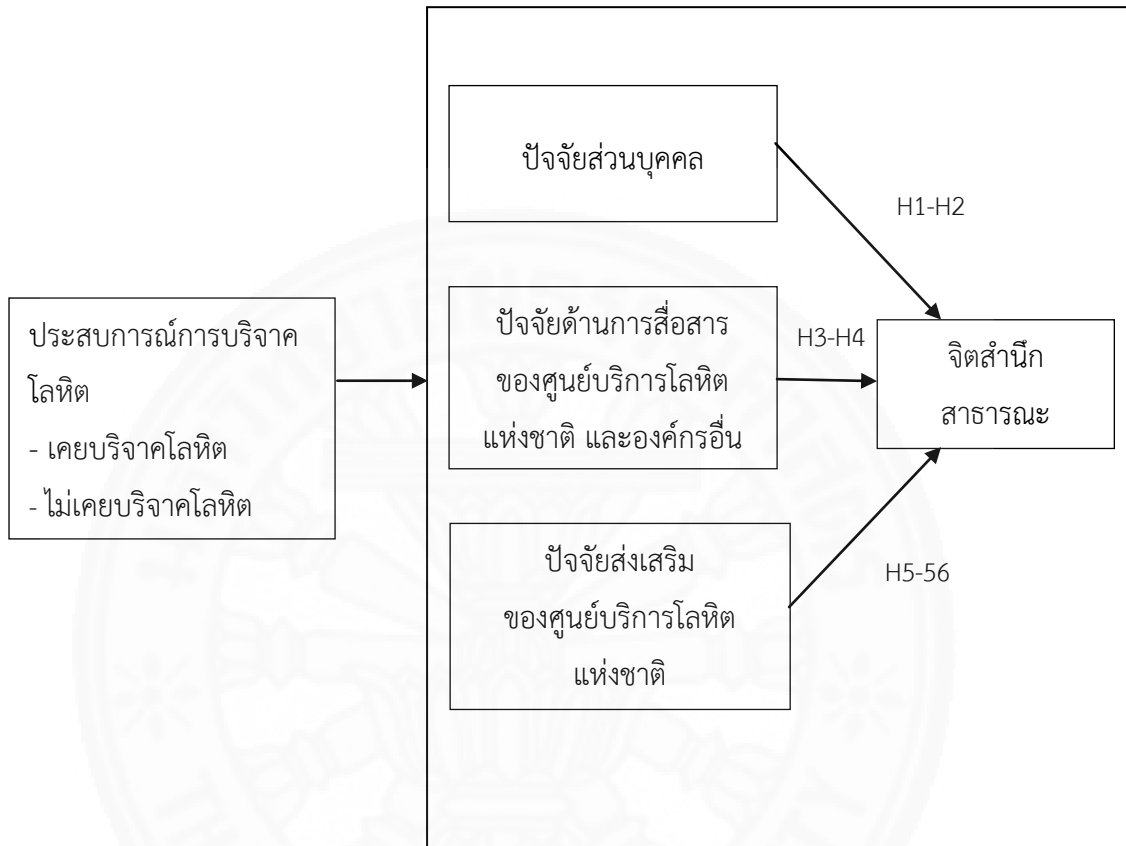 ปัจจัยส่วนบุคคล
H1-H2
ประสบการณ์การบริจาค
โลหิต
- เคยบริจาคโลหิต
- ไม่เคยบริจาคโลหิต
ปัจจัยด้านการสื่อสาร
ของศูนย์บริการโลหิต
แห่งชาติ และองค์กรอื่น
H3-H4
จิตสำนึก
สาธารณะ
ปัจจัยส่งเสริม
ของศูนย์บริการโลหิต
แห่งชาติ
H5-56